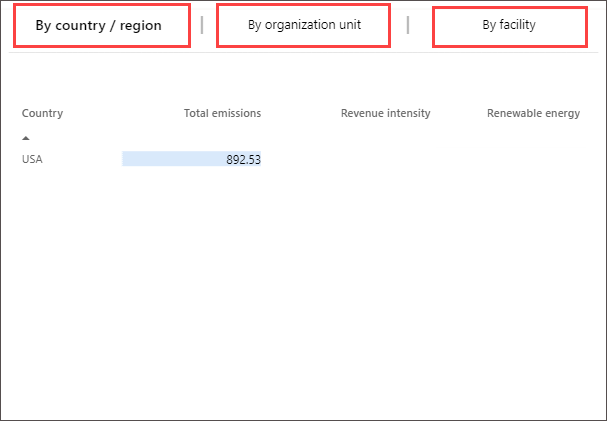 By country / region | By organization unit | By facility
Country Total emissions Revenue intensity Renewable energy
USA 892.53